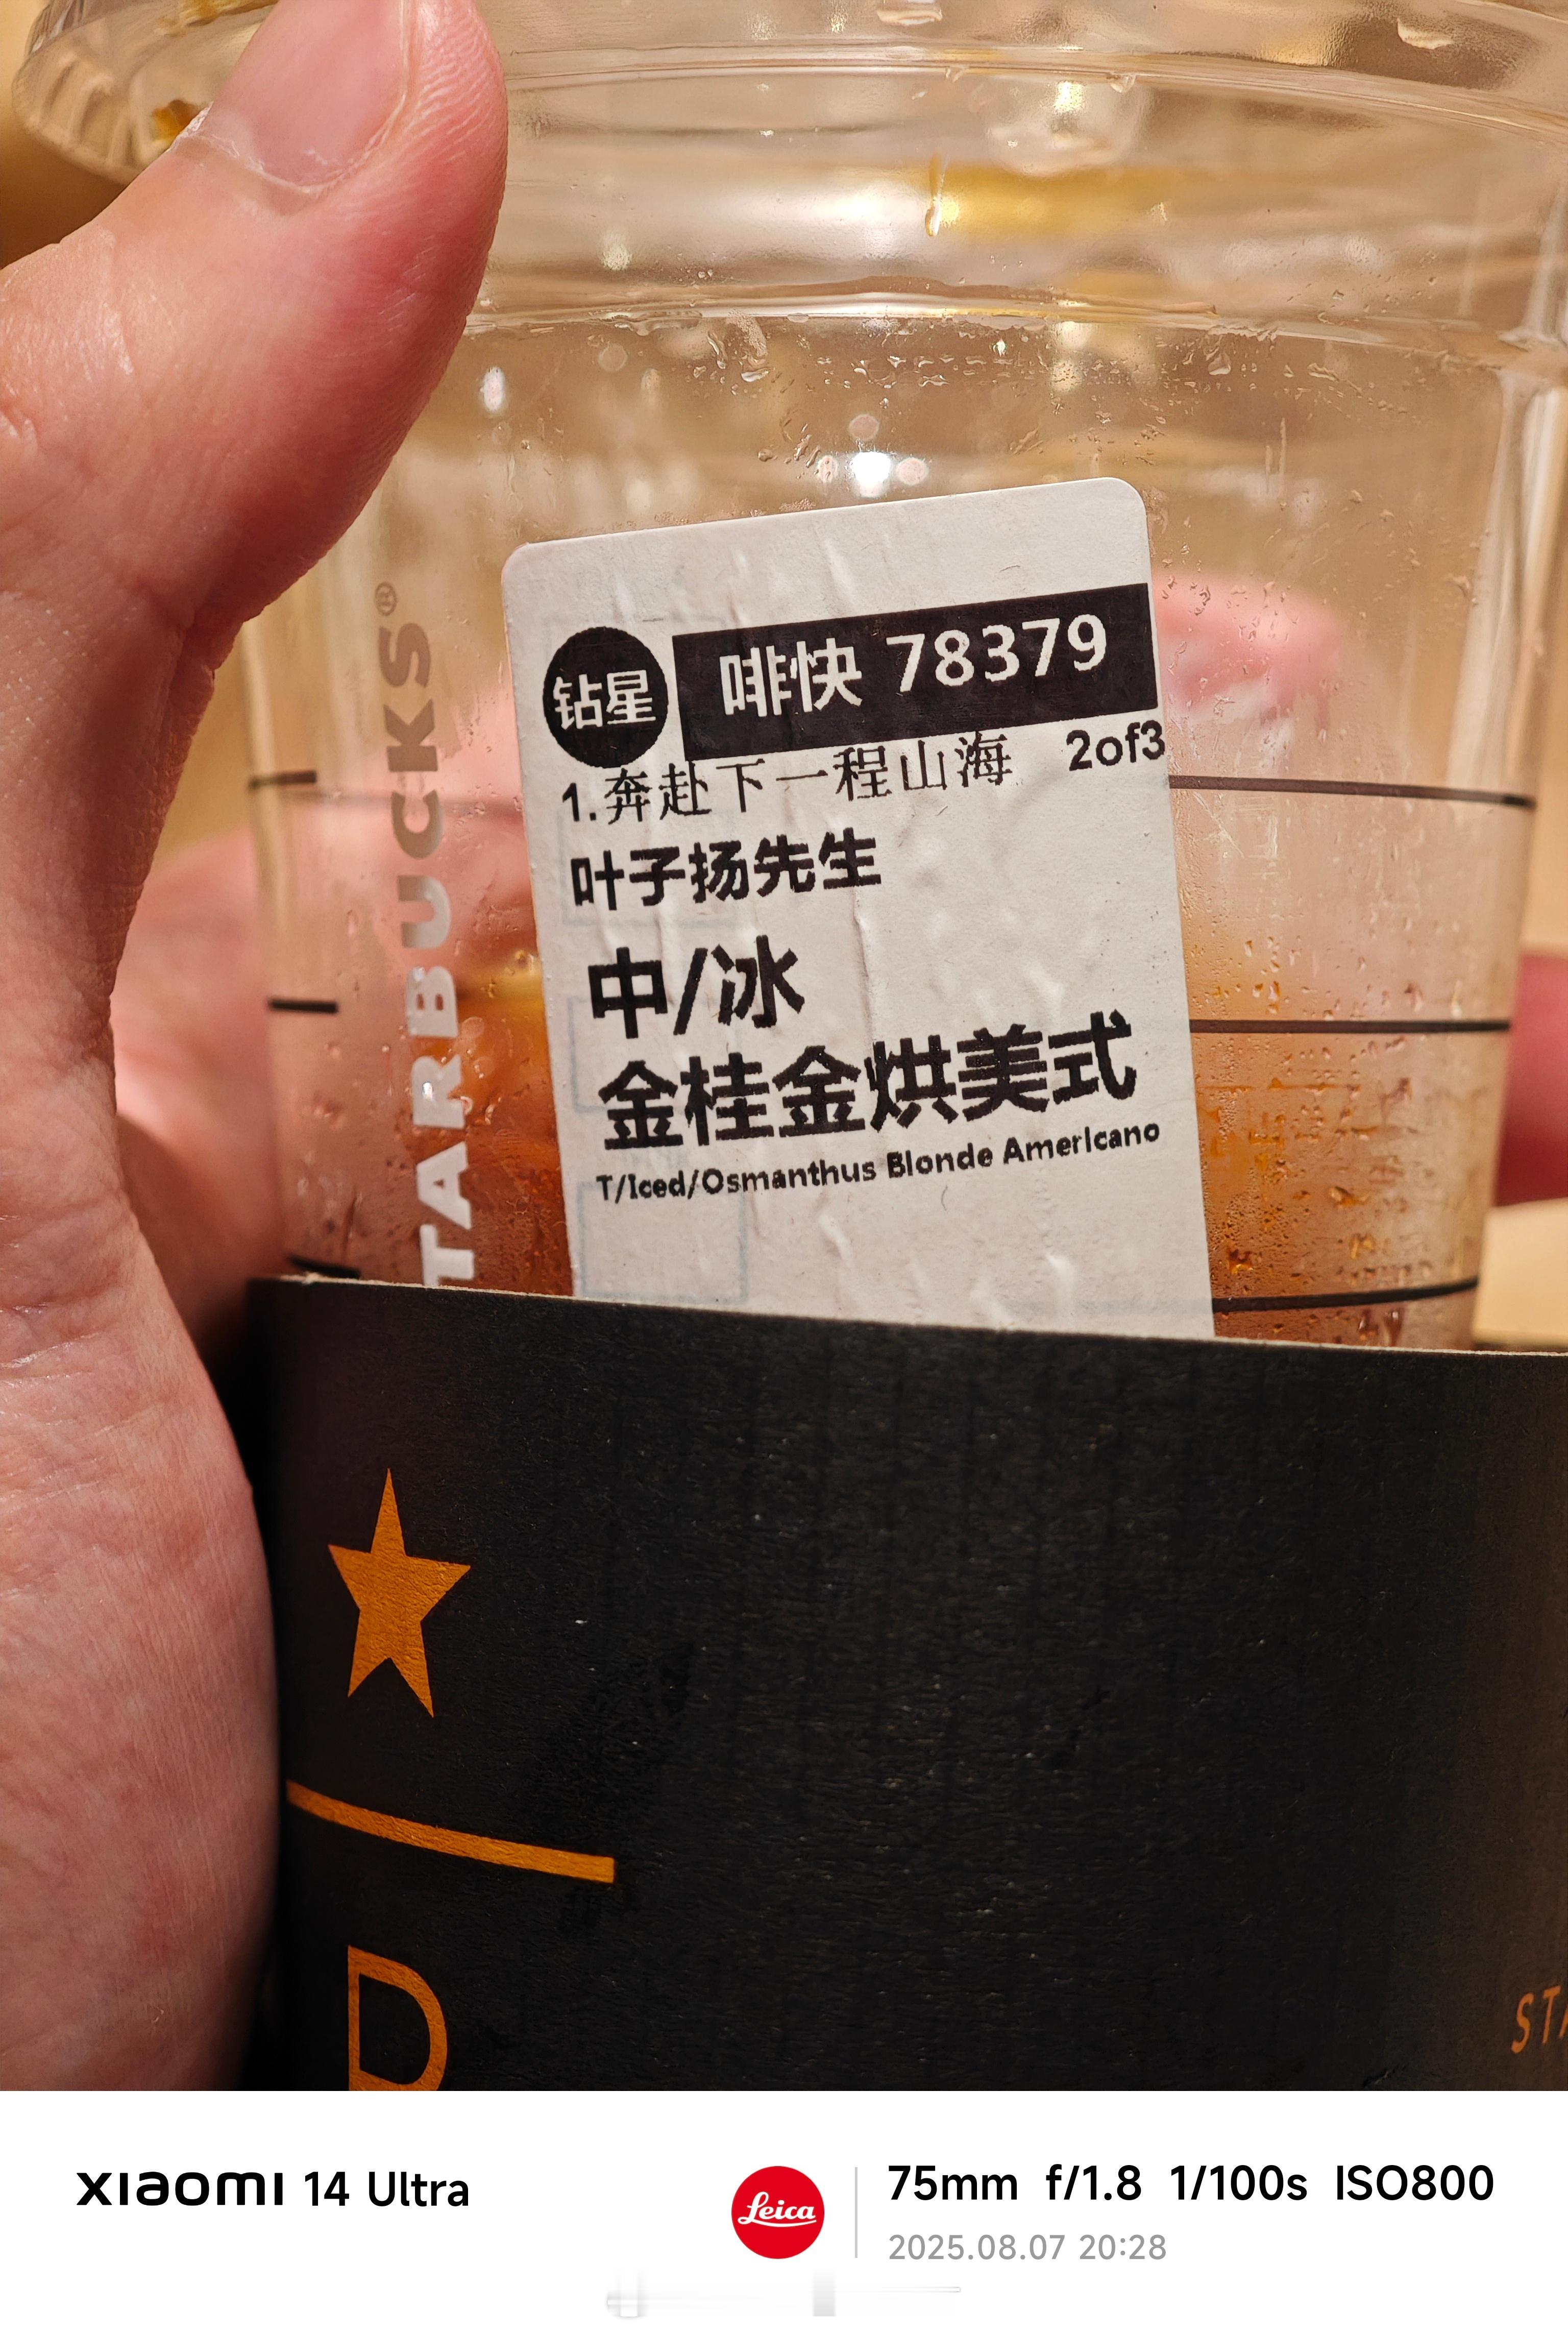 STARBUCKS®
钻星 啡快 78379
1.奔赴下一程山海 2of3
叶子扬先生
中/冰
金桂金烘美式
T/Iced/Osmanthus Blonde Americano
xiaomi 14 Ultra
Leica
75mm f/1.8 1/100s ISO800
2025.08.07 20:28